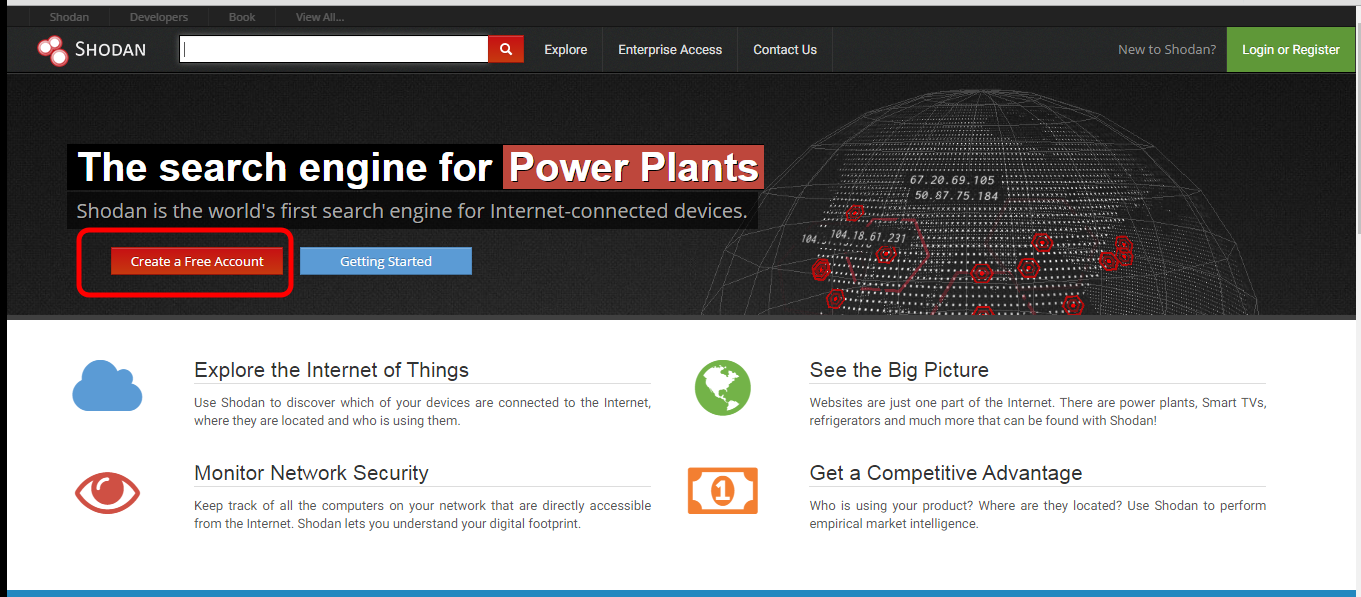 Shodan Developers Book View All...
SHODAN Explore Enterprise Access Contact Us New to Shodan? Login or Register
The search engine for Power Plants
Shodan is the world's first search engine for Internet-connected devices.
Create a Free Account Getting Started
67.20.69.105
50.87.75.184
104. 104.18.61.231
Explore the Internet of Things
Use Shodan to discover which of your devices are connected to the Internet,
where they are located and who is using them.
See the Big Picture
Websites are just one part of the Internet. There are power plants, Smart TVs,
refrigerators and much more that can be found with Shodan!
Monitor Network Security
Keep track of all the computers on your network that are directly accessible
from the Internet. Shodan lets you understand your digital footprint.
1
Get a Competitive Advantage
Who is using your product? Where are they located? Use Shodan to perform
empirical market intelligence.